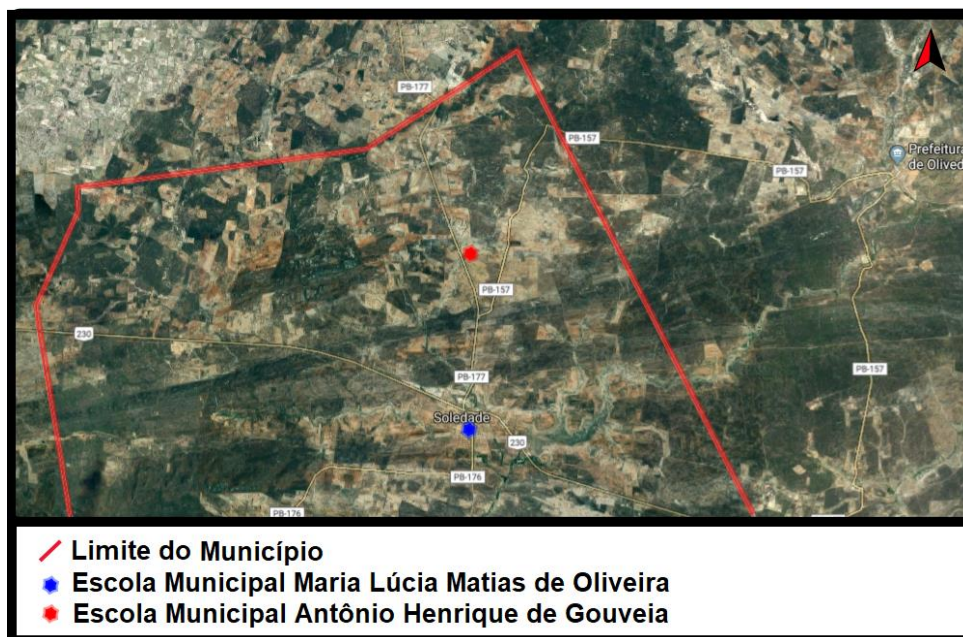 PB-177
PB-157
Prefeitura
de Olived
PB-157
PB-157
230
PB-157
PB-177
Soledade
230
PB-176
PB-176
Limite do Município
Escola Municipal Maria Lúcia Matias de Oliveira
Escola Municipal Antônio Henrique de Gouveia